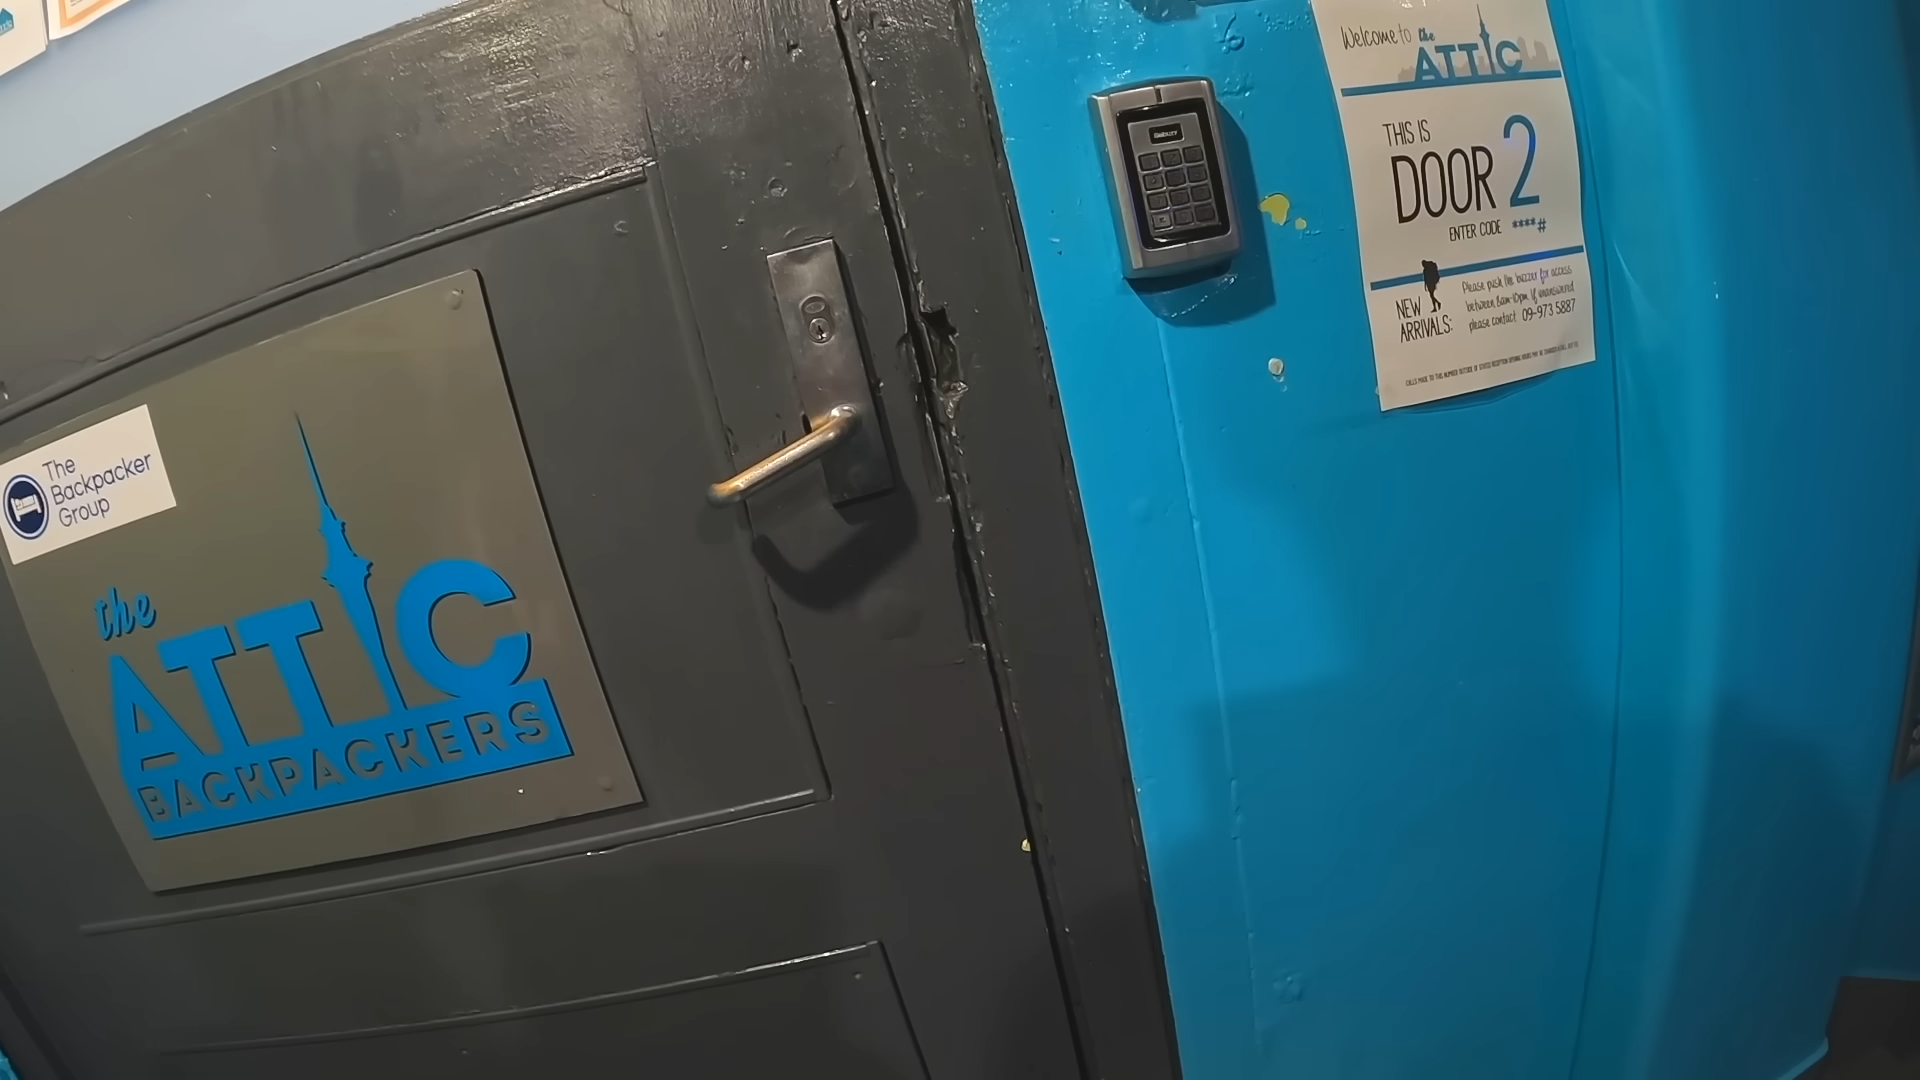 The
Backpacker
Group
the
ATTIC
BACKPACKERS
Sebury
Welcome to the
ATTIC
THIS IS
DOOR 2
ENTER CODE ****#
NEW
ARRIVALS:
Please push the buzzer for access
between 8am-10pm. If unanswered
please contact 09-973 5887